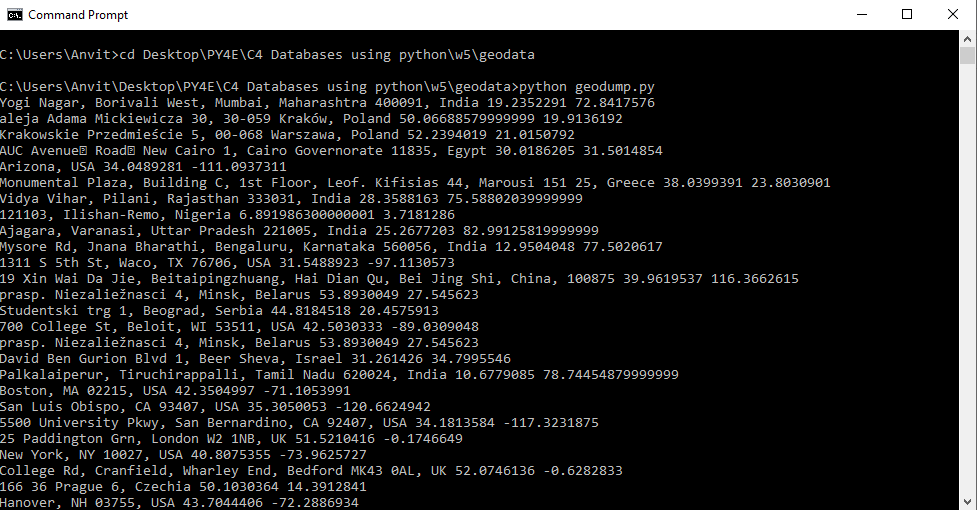 Command Prompt
C:\Users\Anvit>cd Desktop\PY4E\C4 Databases using python\w5\geodata
C:\Users\Anvit\Desktop\PY4E\C4 Databases using python\w5\geodata>python geodump.py
Yogi Nagar, Borivali West, Mumbai, Maharashtra 400091, India 19.2352291 72.8417576
aleja Adama Mickiewicza 30, 30-059 Kraków, Poland 50.06688579999999 19.9136192
Krakowskie Przedmieście 5, 00-068 Warszawa, Poland 52.2394019 21.0150792
AUC Avenue Road New Cairo 1, Cairo Governorate 11835, Egypt 30.0186205 31.5014854
Arizona, USA 34.0489281 -111.0937311
Monumental Plaza, Building C, 1st Floor, Leof. Kifisias 44, Marousi 151 25, Greece 38.0399391 23.8030901
Vidya Vihar, Pilani, Rajasthan 333031, India 28.3588163 75.58802039999999
121103, Ilishan-Remo, Nigeria 6.891986300000001 3.7181286
Ajagara, Varanasi, Uttar Pradesh 221005, India 25.2677203 82.99125819999999
Mysore Rd, Jnana Bharathi, Bengaluru, Karnataka 560056, India 12.9504048 77.5020617
1311 S 5th St, Waco, TX 76706, USA 31.5488923 -97.1130573
19 Xin Wai Da Jie, Beitaipingzhuang, Hai Dian Qu, Bei Jing Shi, China, 100875 39.9619537 116.3662615
prasp. Niezaliežnasci 4, Minsk, Belarus 53.8930049 27.545623
Studentski trg 1, Beograd, Serbia 44.8184518 20.4575913
700 College St, Beloit, WI 53511, USA 42.5030333 -89.0309048
prasp. Niezaliežnasci 4, Minsk, Belarus 53.8930049 27.545623
David Ben Gurion Blvd 1, Beer Sheva, Israel 31.261426 34.7995546
Palkalaiperur, Tiruchirappalli, Tamil Nadu 620024, India 10.6779085 78.74454879999999
Boston, MA 02215, USA 42.3504997 -71.1053991
San Luis Obispo, CA 93407, USA 35.3050053 -120.6624942
5500 University Pkwy, San Bernardino, CA 92407, USA 34.1813584 -117.3231875
25 Paddington Grn, London W2 1NB, UK 51.5210416 -0.1746649
New York, NY 10027, USA 40.8075355 -73.9625727
College Rd, Cranfield, Wharley End, Bedford MK43 0AL, UK 52.0746136 -0.6282833
166 36 Prague 6, Czechia 50.1030364 14.3912841
Hanover, NH 03755, USA 43.7044406 -72.2886934